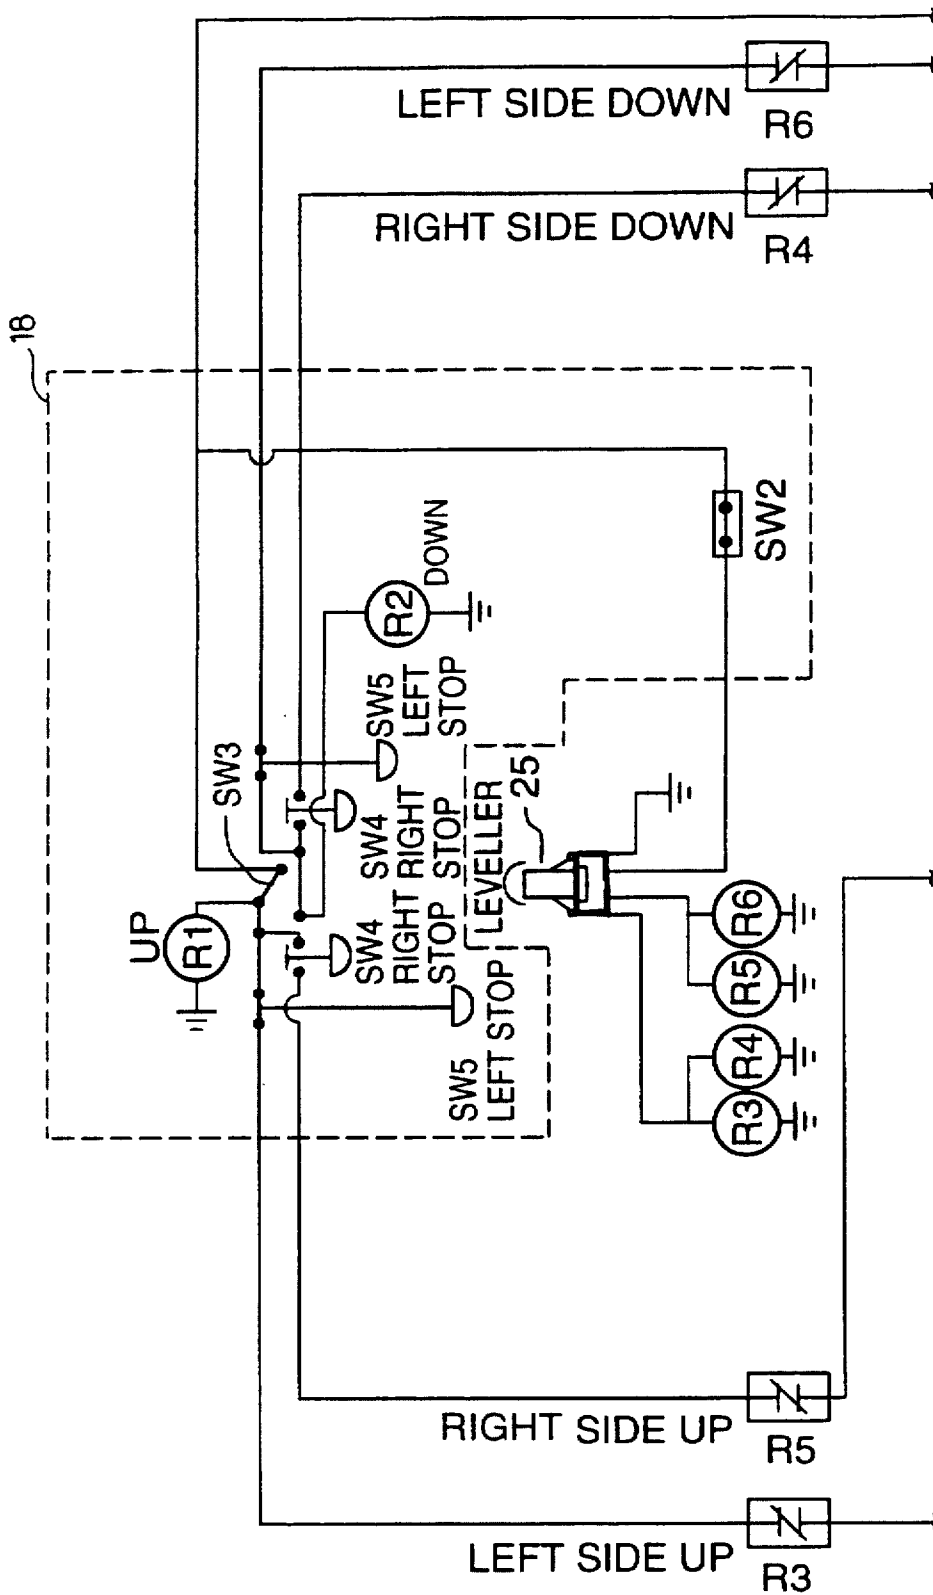 LEFT SIDE DOWN
R6
RIGHT SIDE DOWN
R4
18
SW2
DOWN
R2
SW5
LEFT
STOP
SW3
SW4
RIGHT
STOP
UP
R1
SW4
RIGHT
STOP
SW5
LEFT STOP
LEVELLER
25
R6
R5
R4
R3
RIGHT SIDE UP
R5
LEFT SIDE UP
R3